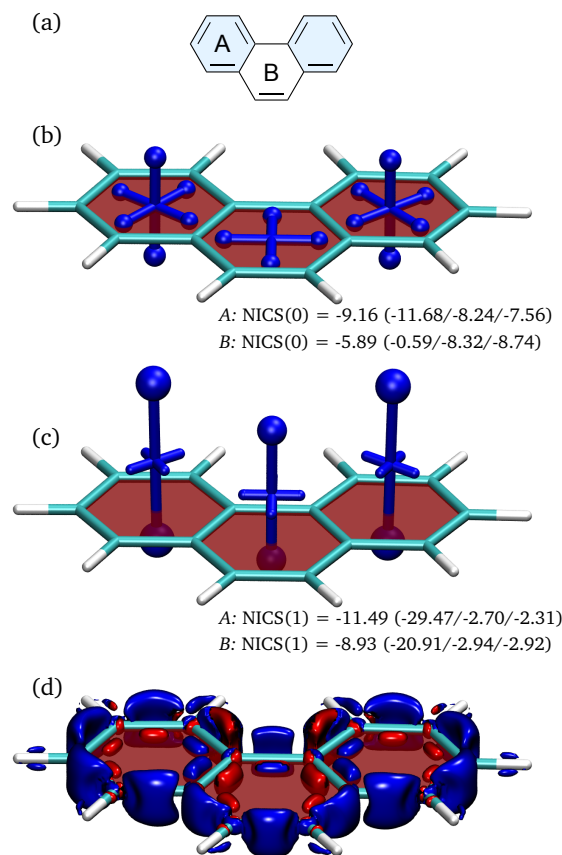 (a)
A
B
(b)
A: NICS(0) = -9.16 (-11.68/-8.24/-7.56)
B: NICS(0) = -5.89 (-0.59/-8.32/-8.74)
(c)
A: NICS(1) = -11.49 (-29.47/-2.70/-2.31)
B: NICS(1) = -8.93 (-20.91/-2.94/-2.92)
(d)